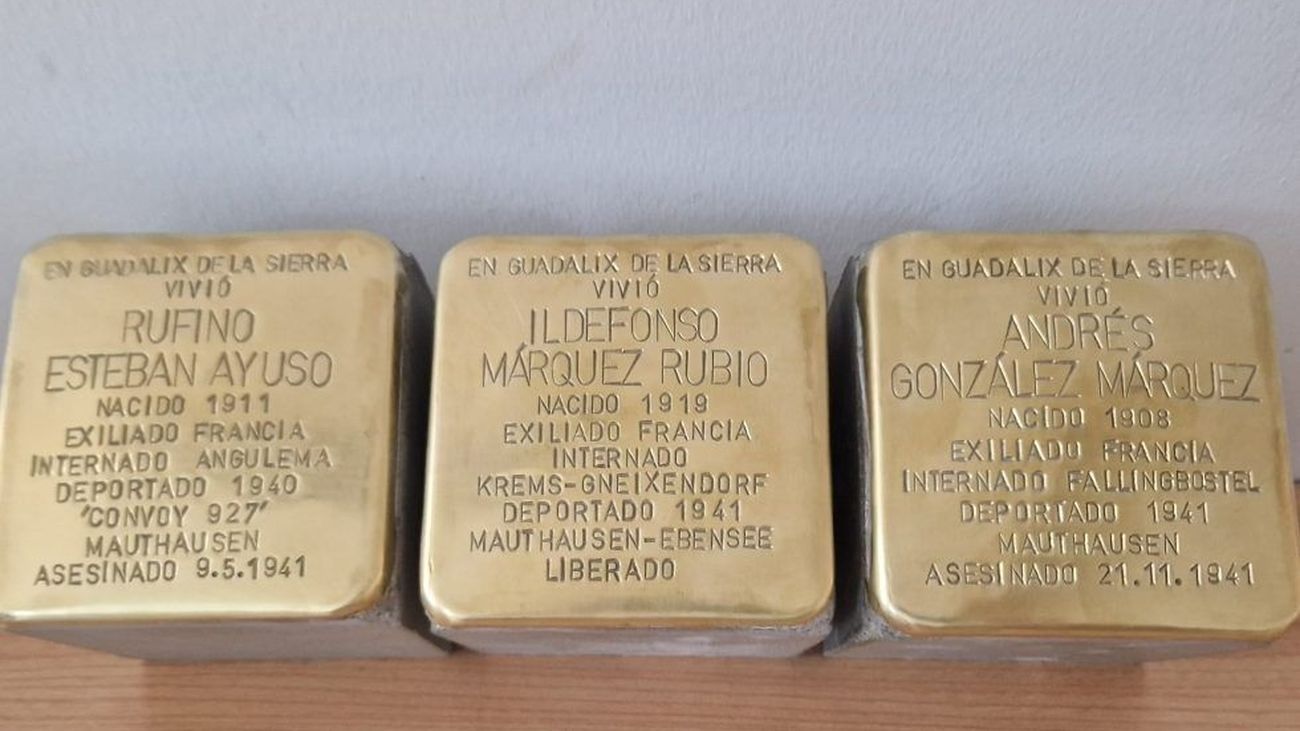 EN GUADALIX DE LA SIERRA
VIVIÓ
RUFINO
ESTEBAN AYUSO
NACIDO 1911
EXILIADO FRANCIA
INTERNADO ANGULEMA
DEPORTADO 1940
'CONVOY 927'
MAUTHAUSEN
ASESINADO 9.5.1941
EN GUADALIX DE LA SIERRA
VIVIÓ
ILDEFONSO
MÁRQUEZ RUBIO
NACIDO 1919
EXILIADO FRANCIA
INTERNADO
KREMS-GNEIXENDORF
DEPORTADO 1941
MAUTHAUSEN-EBENSEE
LIBERADO
EN GUADALIX DE LA SIERRA
VIVIÓ
ANDRÉS
GONZÁLEZ MÁRQUEZ
NACIDO 1908
EXILIADO FRANCIA
INTERNADO FALLINGBOSTEL
DEPORTADO 1941
MAUTHAUSEN
ASESINADO 21.11.1941